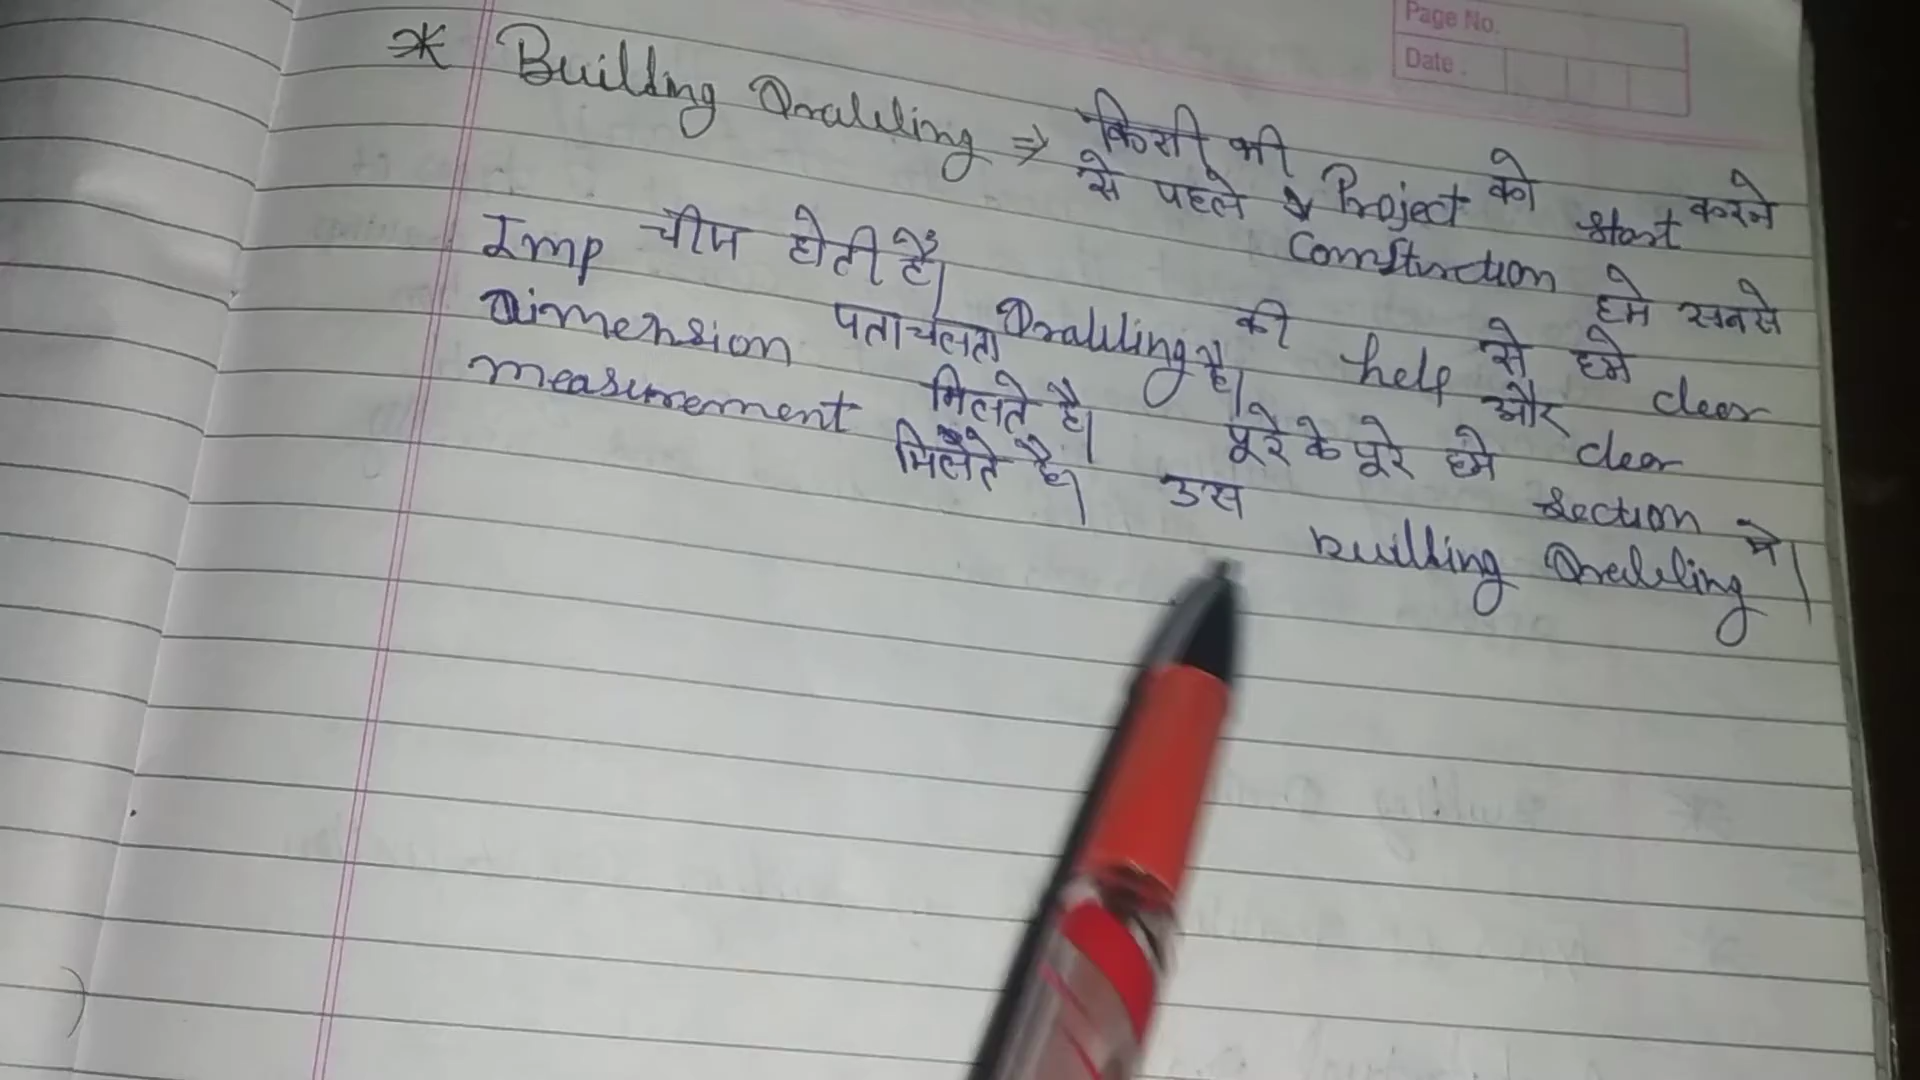 * Building Drawing ⇒ किसी भी Project को start करने
से पहले Construction हमे सबसे
Imp चीज होती है। Drawing की help से हमे clear
Dimension पता चलता है। और clear
measurement मिलते है। पूरे के पूरे हमे section मे।
मिलते है। उस building Drawing
Page No.
Date.